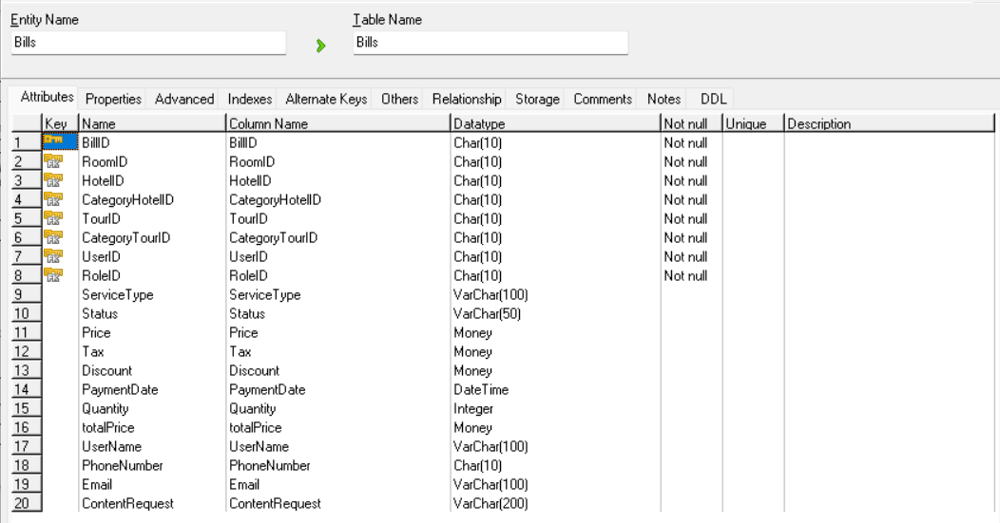 Entity Name Table Name
Bills Bills
Attributes Properties Advanced Indexes Alternate Keys Others Relationship Storage Comments Notes DDL
Key Name Column Name Datatype Not null Unique Description
1 BillID BillID Char(10) Not null
2 FK RoomID RoomID Char(10) Not null
3 FK HotelID HotelID Char(10) Not null
4 FK CategoryHotelID CategoryHotelID Char(10) Not null
5 FK TourID TourID Char(10) Not null
6 FK CategoryTourID CategoryTourID Char(10) Not null
7 FK UserID UserID Char(10) Not null
8 FK RoleID RoleID Char(10) Not null
9 ServiceType ServiceType VarChar(100)
10 Status Status VarChar(50)
11 Price Price Money
12 Tax Tax Money
13 Discount Discount Money
14 PaymentDate PaymentDate DateTime
15 Quantity Quantity Integer
16 totalPrice totalPrice Money
17 UserName UserName VarChar(100)
18 PhoneNumber PhoneNumber Char(10)
19 Email Email VarChar(100)
20 ContentRequest ContentRequest VarChar(200)